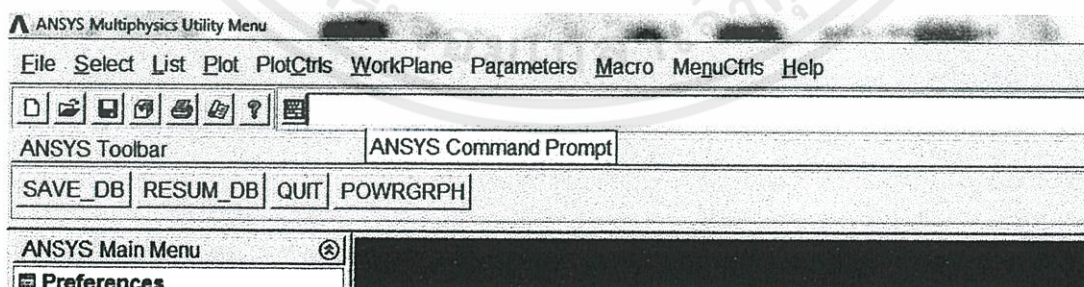 ANSYS Multiphysics Utility Menu
File Select List Plot PlotCtrls WorkPlane Parameters Macro MenuCtrls Help
ANSYS Toolbar
ANSYS Command Prompt
SAVE_DB RESUM_DB QUIT POWRGRPH
ANSYS Main Menu
Preferences